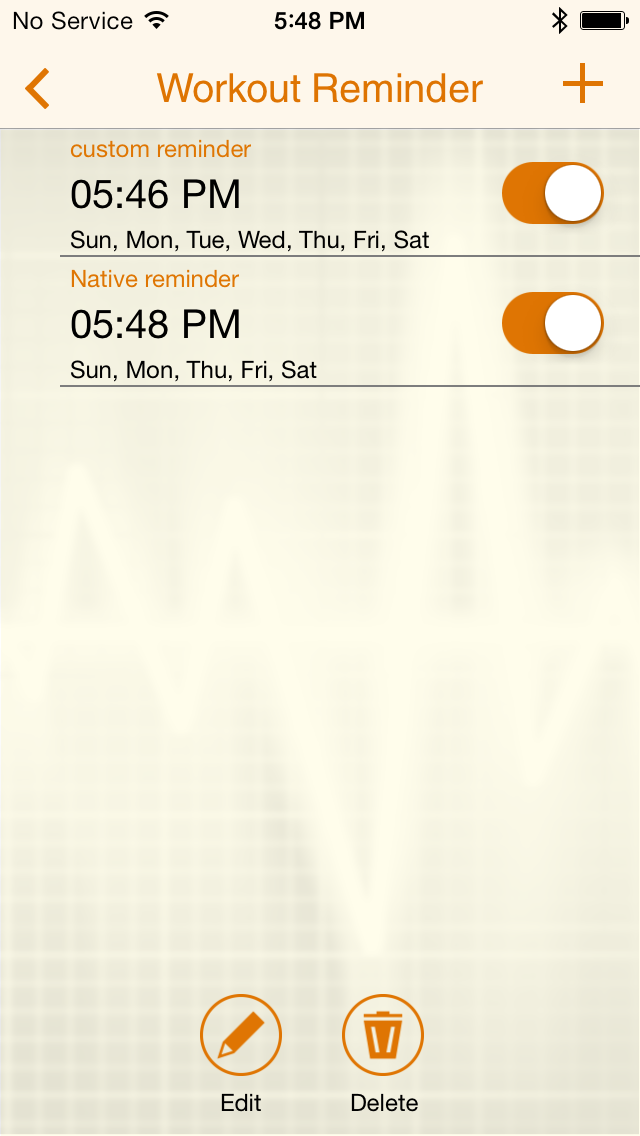 No Service 5:48 PM
Workout Reminder
custom reminder
05:46 PM
Sun, Mon, Tue, Wed, Thu, Fri, Sat
Native reminder
05:48 PM
Sun, Mon, Thu, Fri, Sat
Edit Delete